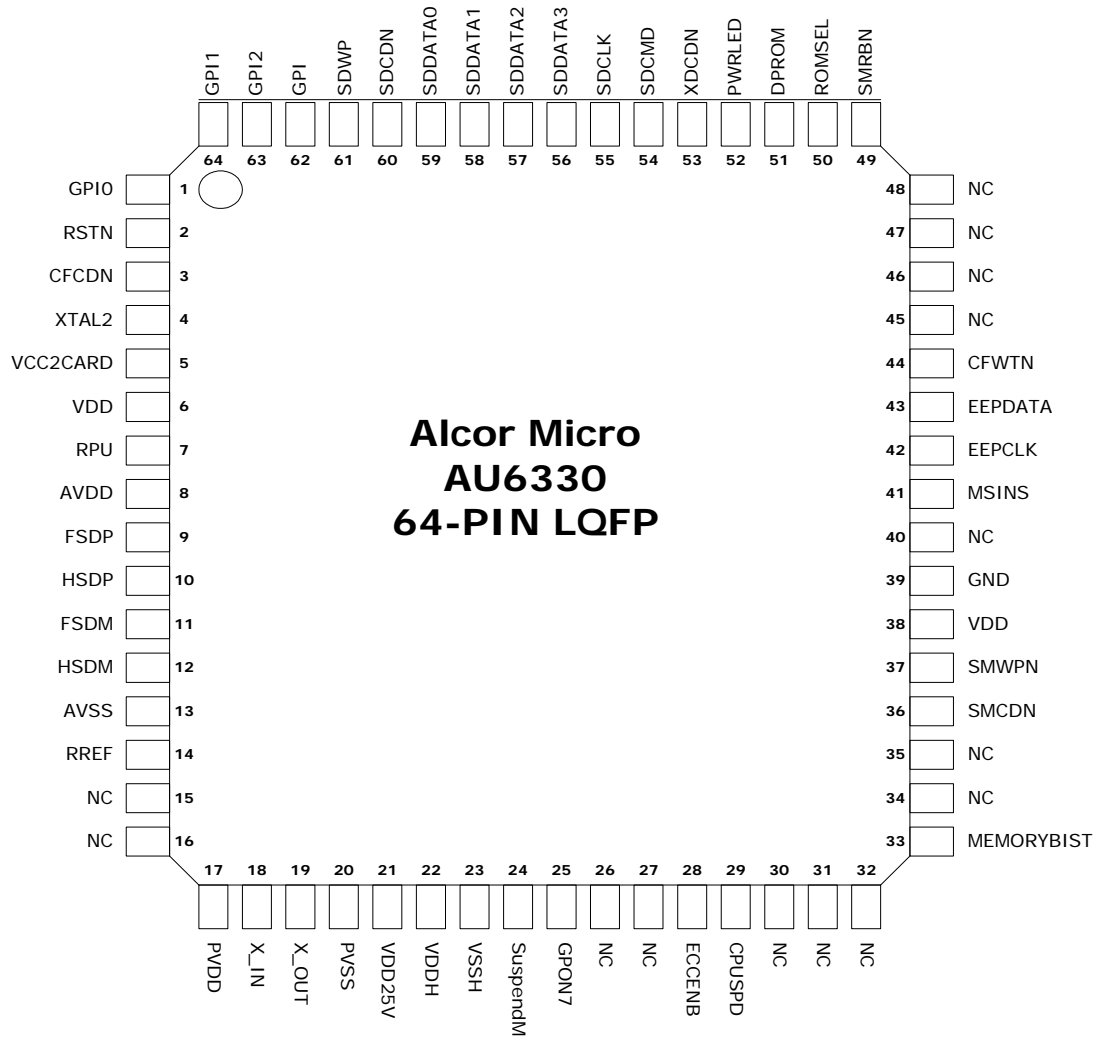 GPI1
GPI2
GPI
SDWP
SDCDN
SDDATA0
SDDATA1
SDDATA2
SDDATA3
SDCLK
SDCMD
XDCDN
PWRLED
DPROM
ROMSEL
SMRBN
64 63 62 61 60 59 58 57 56 55 54 53 52 51 50 49
GPI0 1
RSTN 2
CFCDN 3
XTAL2 4
VCC2CARD 5
VDD 6
RPU 7
AVDD 8
FSDP 9
HSDP 10
FSDM 11
HSDM 12
AVSS 13
RREF 14
NC 15
NC 16
Alcor Micro
AU6330
64-PIN LQFP
48 NC
47 NC
46 NC
45 NC
44 CFWTN
43 EEPDATA
42 EEPCLK
41 MSINS
40 NC
39 GND
38 VDD
37 SMWPN
36 SMCDN
35 NC
34 NC
33 MEMORYBIST
17 18 19 20 21 22 23 24 25 26 27 28 29 30 31 32
PVDD
X_IN
X_OUT
PVSS
VDD25V
VDDH
VSSH
SuspendM
GPON7
NC
NC
ECCENB
CPUSPD
NC
NC
NC